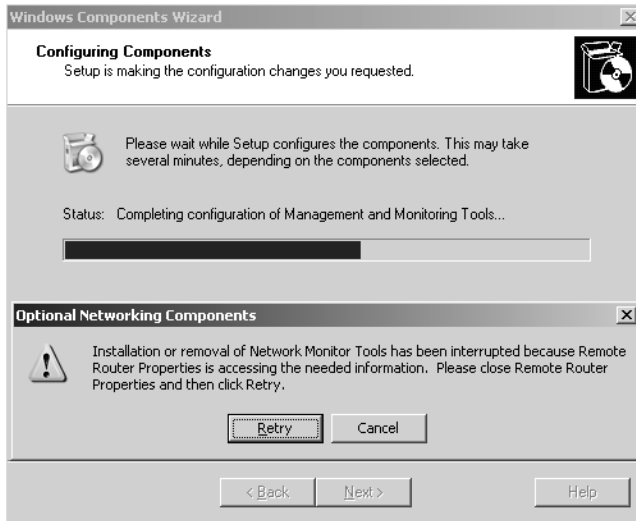 Windows Components Wizard
Configuring Components
Setup is making the configuration changes you requested.
Please wait while Setup configures the components. This may take
several minutes, depending on the components selected.
Status: Completing configuration of Management and Monitoring Tools...
Optional Networking Components
Installation or removal of Network Monitor Tools has been interrupted because Remote
Router Properties is accessing the needed information. Please close Remote Router
Properties and then click Retry.
Retry Cancel
< Back Next > Help